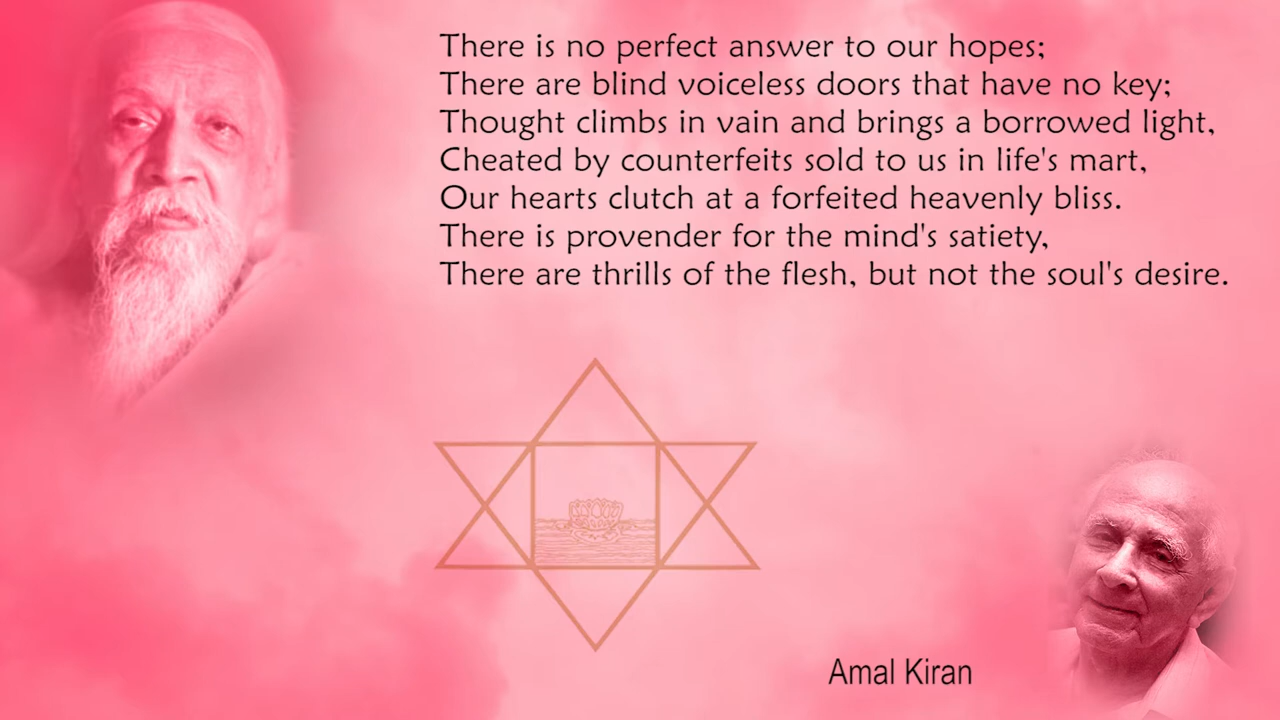 There is no perfect answer to our hopes;
There are blind voiceless doors that have no key;
Thought climbs in vain and brings a borrowed light,
Cheated by counterfeits sold to us in life's mart,
Our hearts clutch at a forfeited heavenly bliss.
There is provender for the mind's satiety,
There are thrills of the flesh, but not the soul's desire.
Amal Kiran